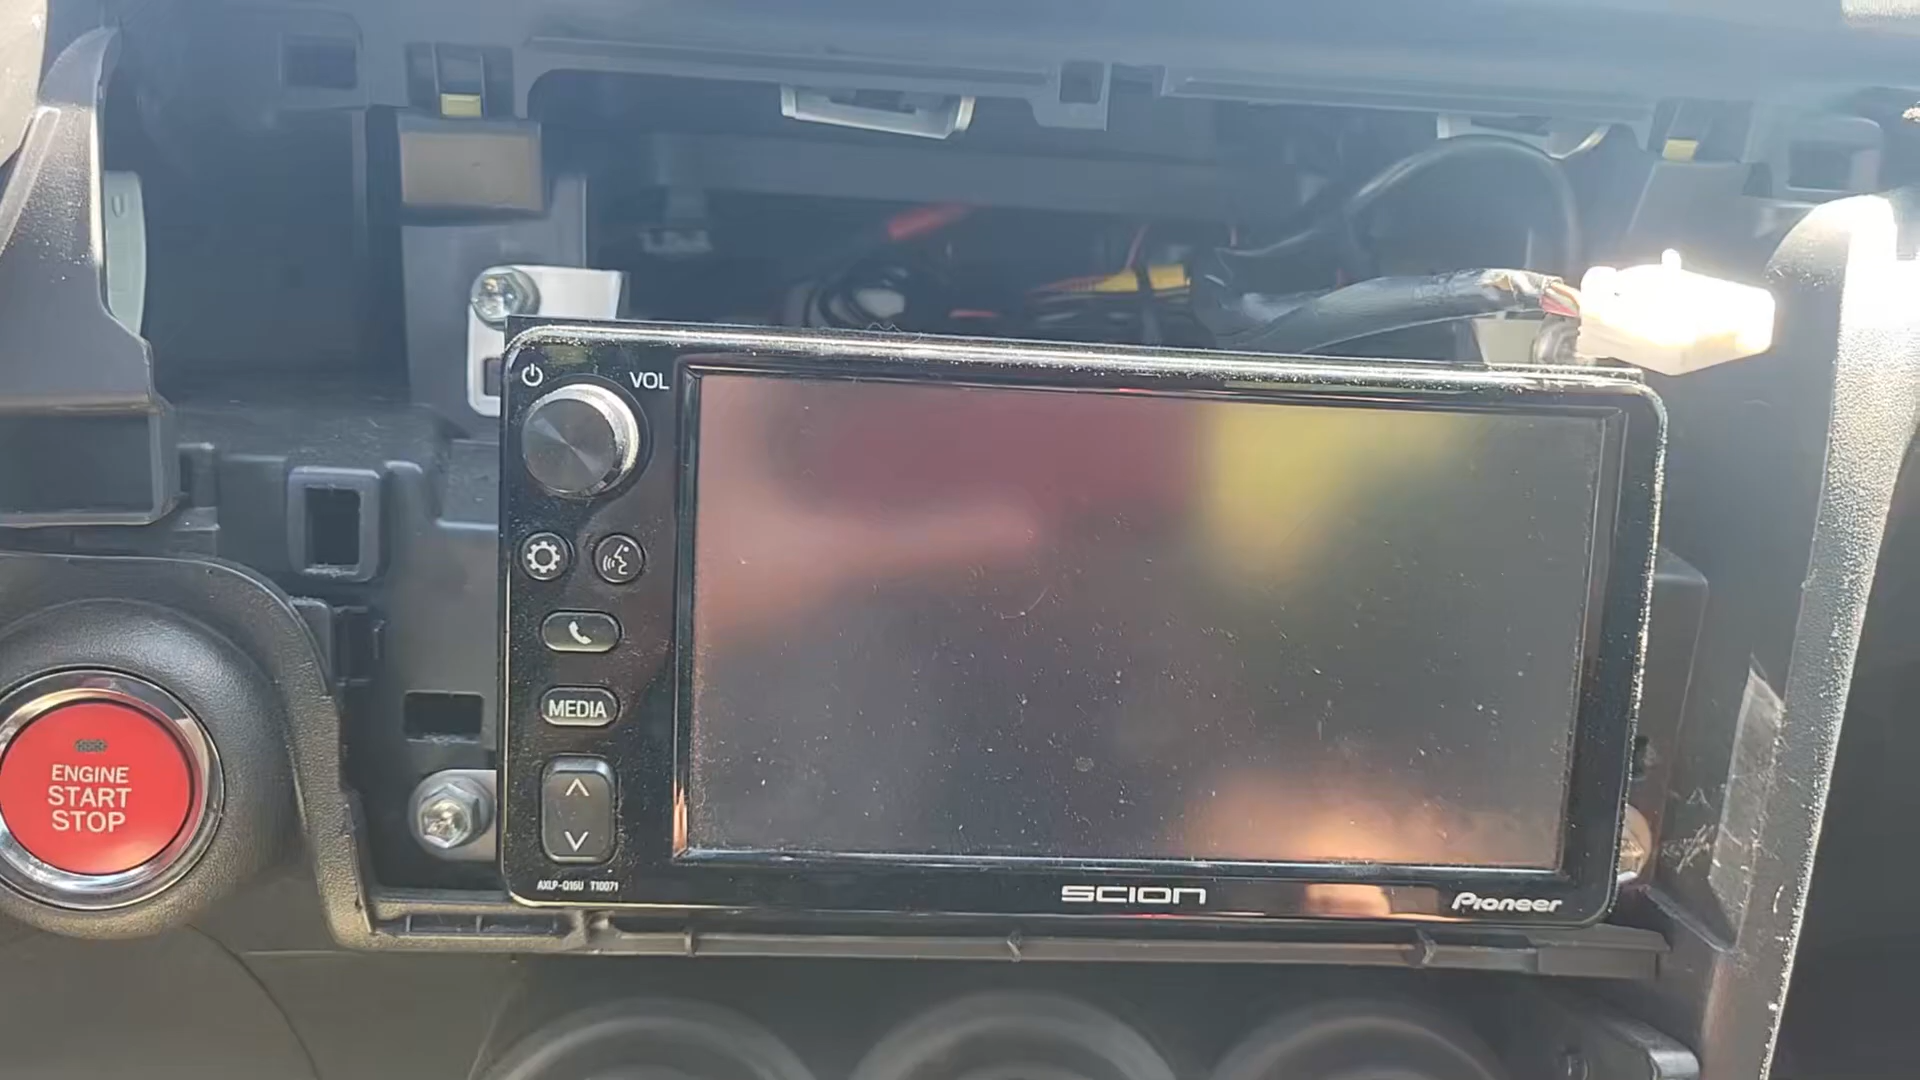 VOL
MEDIA
ENGINE
START
STOP
AXLP-Q16U T10071
SCION
Pioneer